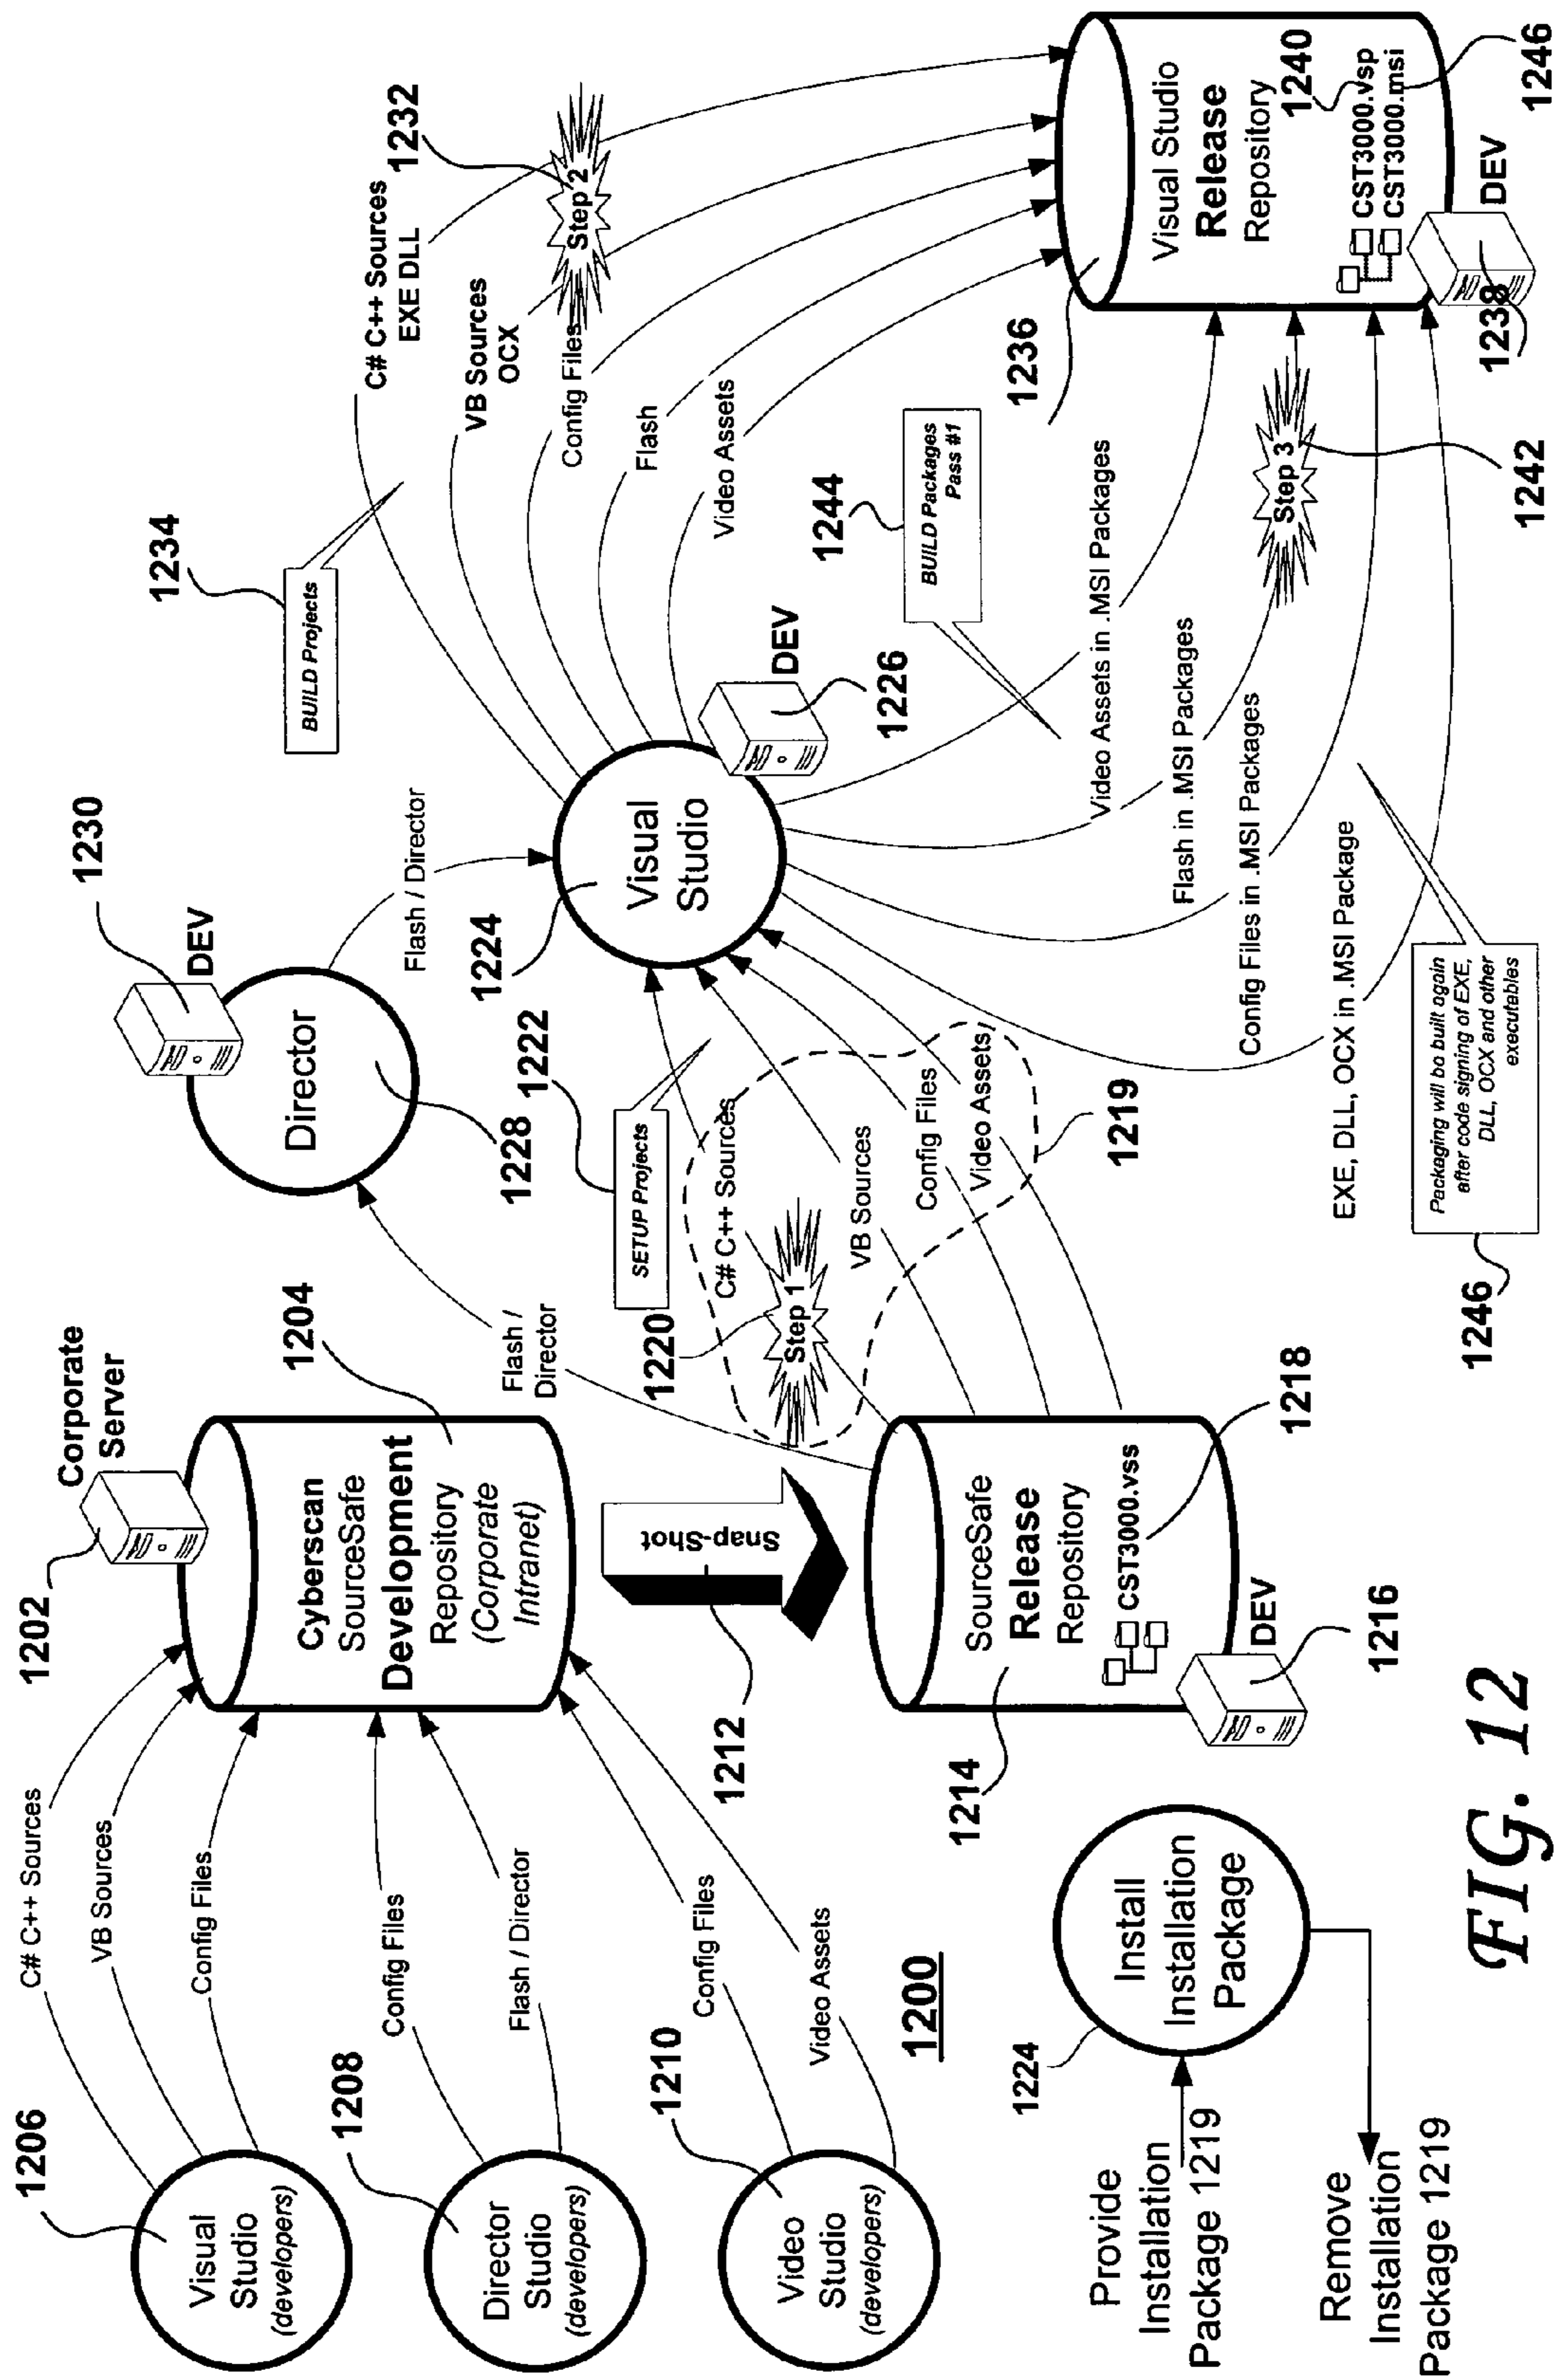 1206
Visual
Studio
(developers)
C# C++ Sources
VB Sources
Config Files
1208
Director
Studio
(developers)
Config Files
Flash / Director
1210
Video
Studio
(developers)
Config Files
Video Assets
1202
Corporate
Server
Cyberscan
SourceSafe
Development
Repository
(Corporate
Intranet)
1204
1212
Snap-Shot
1214
SourceSafe
Release
Repository
CST3000.vss
1218
DEV
1216
Flash /
Director
1230
DEV
Director
1228
Flash / Director
1222
SETUP Projects
1220
Step 1
C# C++ Sources
VB Sources
Config Files
Video Assets
1219
1224
Visual
Studio
DEV
1226
1234
BUILD Projects
C# C++ Sources
EXE DLL
1232
Step 2
VB Sources
OCX
Config Files
Flash
Video Assets
1244
BUILD Packages
Pass #1
Video Assets in .MSI Packages
Flash in .MSI Packages
Config Files in .MSI Packages
EXE, DLL, OCX in .MSI Package
Step 3
1242
1246
Packaging will be built again
after code signing of EXE,
DLL, OCX and other
executables
1236
Visual Studio
Release
Repository
1240
CST3000.vsp
CST3000.msi
1246
DEV
1238
1200
Provide
Installation
Package 1219
1224
Install
Installation
Package
Remove
Installation
Package 1219
FIG. 12